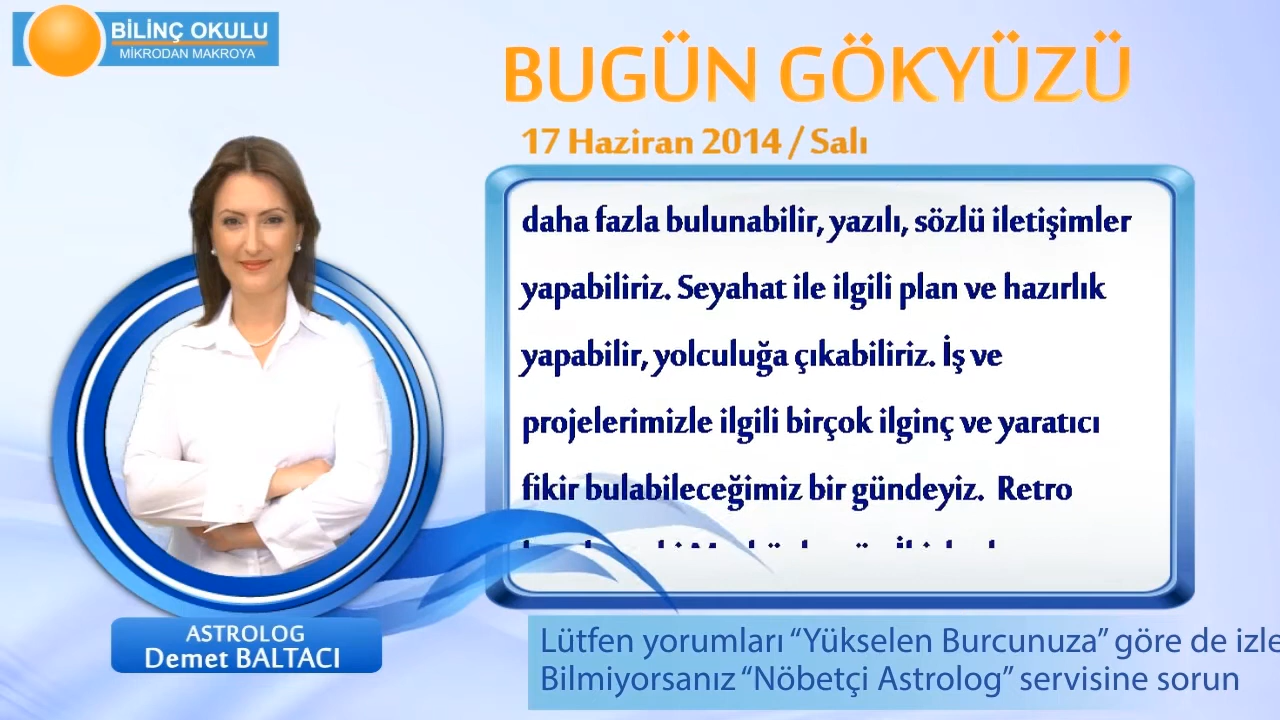 BİLİNÇ OKULU
MİKRODAN MAKROYA
BUGÜN GÖKYÜZÜ
17 Haziran 2014 / Salı
daha fazla bulunabilir, yazılı, sözlü iletişimler
yapabiliriz. Seyahat ile ilgili plan ve hazırlık
yapabilir, yolculuğa çıkabiliriz. İş ve
projelerimizle ilgili birçok ilginç ve yaratıcı
fikir bulabileceğimiz bir gündeyiz. Retro
ASTROLOG
Demet BALTACI
Lütfen yorumları “Yükselen Burcunuza” göre de izle
Bilmiyorsanız “Nöbetçi Astrolog” servisine sorun